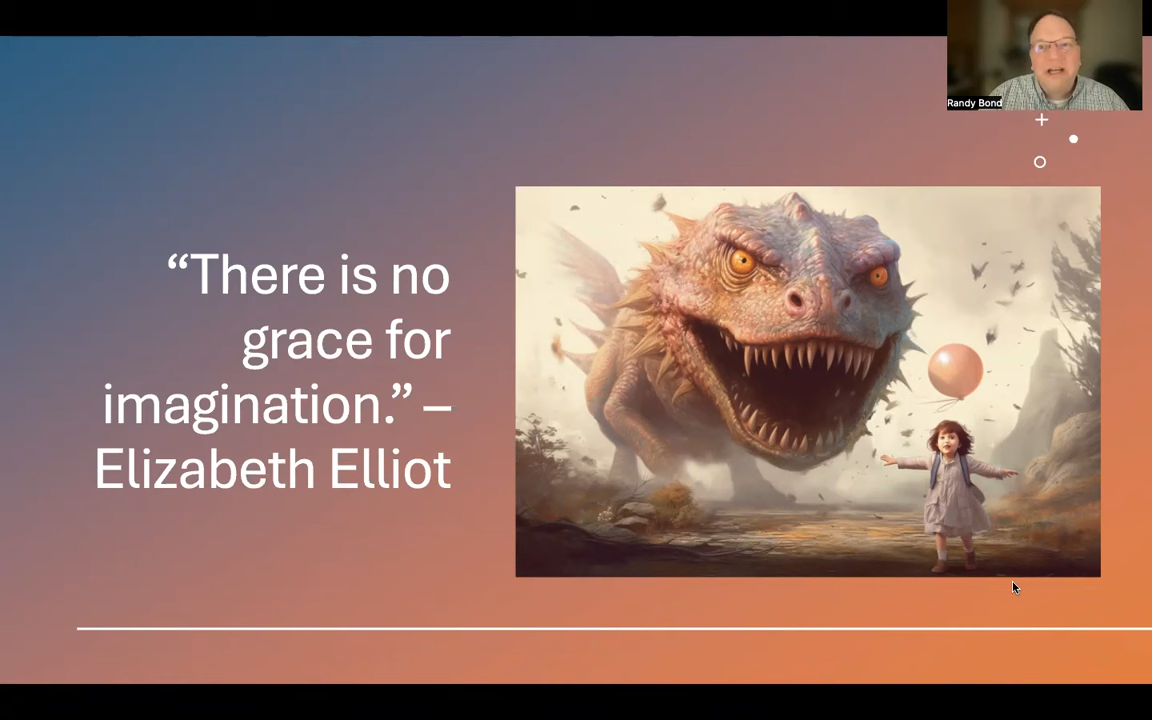 Randy Bond
“There is no
grace for
imagination.” –
Elizabeth Elliot